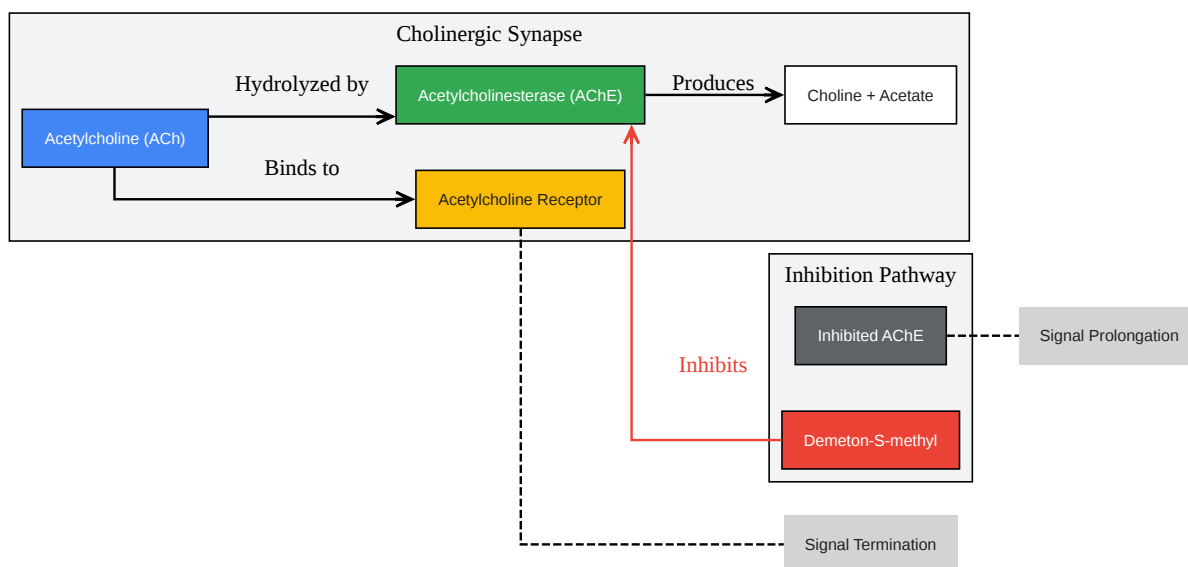 Cholinergic Synapse
Hydrolyzed by
Acetylcholinesterase (AChE)
Produces
Choline + Acetate
Acetylcholine (ACh)
Binds to
Acetylcholine Receptor
Inhibition Pathway
Inhibited AChE
Signal Prolongation
Inhibits
Demeton-S-methyl
Signal Termination